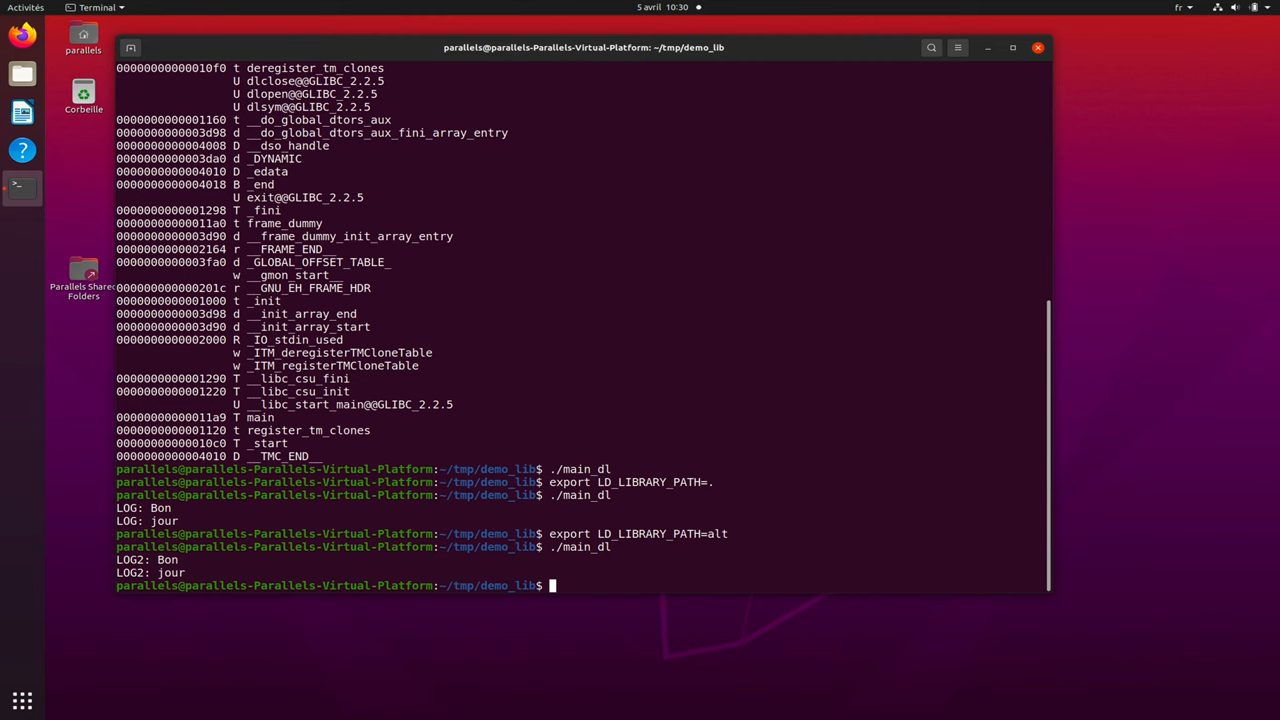 Activités
Terminal
5 avril 10:30
fr
parallels
Corbeille
Parallels Shared
Folders
parallels@parallels-Parallels-Virtual-Platform: ~/tmp/demo_lib
00000000000010f0 t deregister_tm_clones
U dlclose@@GLIBC_2.2.5
U dlopen@@GLIBC_2.2.5
U dlsym@@GLIBC_2.2.5
0000000000001160 t __do_global_dtors_aux
0000000000003d98 d __do_global_dtors_aux_fini_array_entry
0000000000004008 D __dso_handle
0000000000003da0 d _DYNAMIC
0000000000004010 D _edata
0000000000004018 B _end
U exit@@GLIBC_2.2.5
0000000000001298 T _fini
00000000000011a0 t frame_dummy
0000000000003d90 d __frame_dummy_init_array_entry
0000000000002164 r __FRAME_END__
0000000000003fa0 d _GLOBAL_OFFSET_TABLE_
w __gmon_start__
000000000000201c r __GNU_EH_FRAME_HDR
0000000000001000 t _init
0000000000003d98 d __init_array_end
0000000000003d90 d __init_array_start
0000000000002000 R _IO_stdin_used
w _ITM_deregisterTMCloneTable
w _ITM_registerTMCloneTable
0000000000001290 T __libc_csu_fini
0000000000001220 T __libc_csu_init
U __libc_start_main@@GLIBC_2.2.5
00000000000011a9 T main
0000000000001120 t register_tm_clones
00000000000010c0 T _start
0000000000004010 D __TMC_END__
parallels@parallels-Parallels-Virtual-Platform:~/tmp/demo_lib$ ./main_dl
parallels@parallels-Parallels-Virtual-Platform:~/tmp/demo_lib$ export LD_LIBRARY_PATH=.
parallels@parallels-Parallels-Virtual-Platform:~/tmp/demo_lib$ ./main_dl
LOG: Bon
LOG: jour
parallels@parallels-Parallels-Virtual-Platform:~/tmp/demo_lib$ export LD_LIBRARY_PATH=alt
parallels@parallels-Parallels-Virtual-Platform:~/tmp/demo_lib$ ./main_dl
LOG2: Bon
LOG2: jour
parallels@parallels-Parallels-Virtual-Platform:~/tmp/demo_lib$